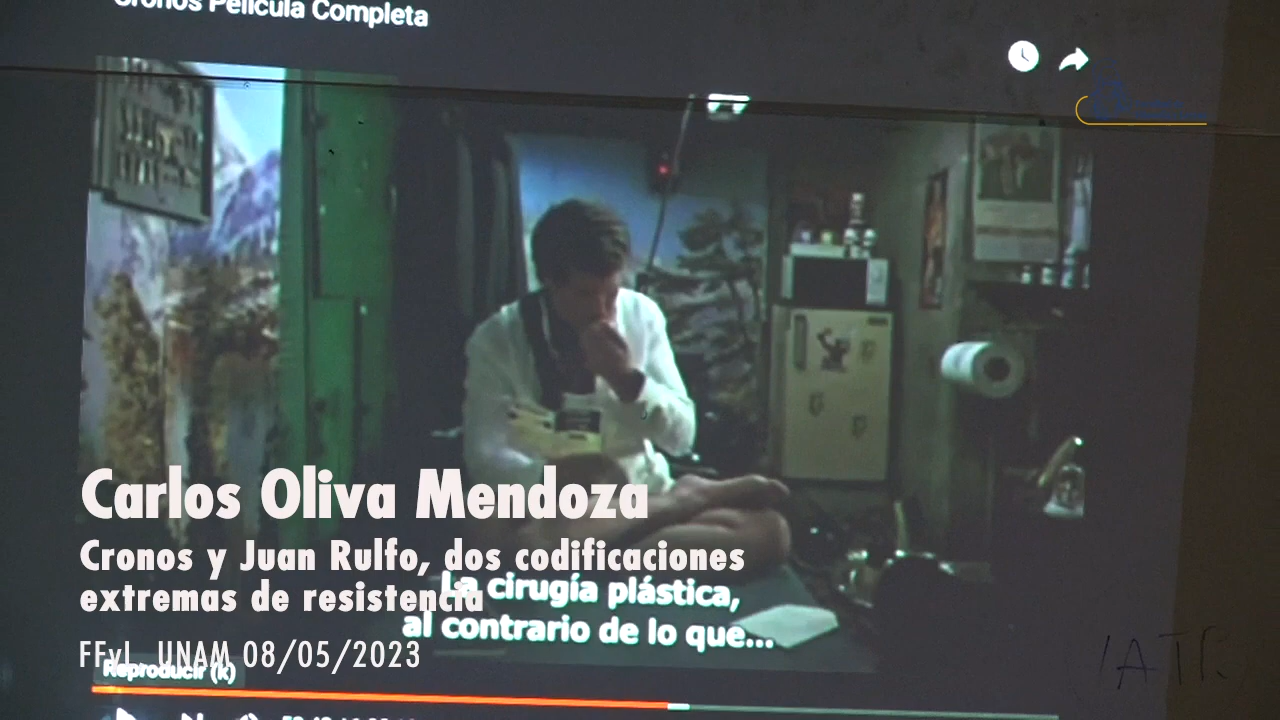 Cronos Película Completa
Carlos Oliva Mendoza
Cronos y Juan Rulfo, dos codificaciones
extremas de resistencia
La cirugía plástica,
al contrario de lo que...
FFyL UNAM 08/05/2023
Reproducir (k)